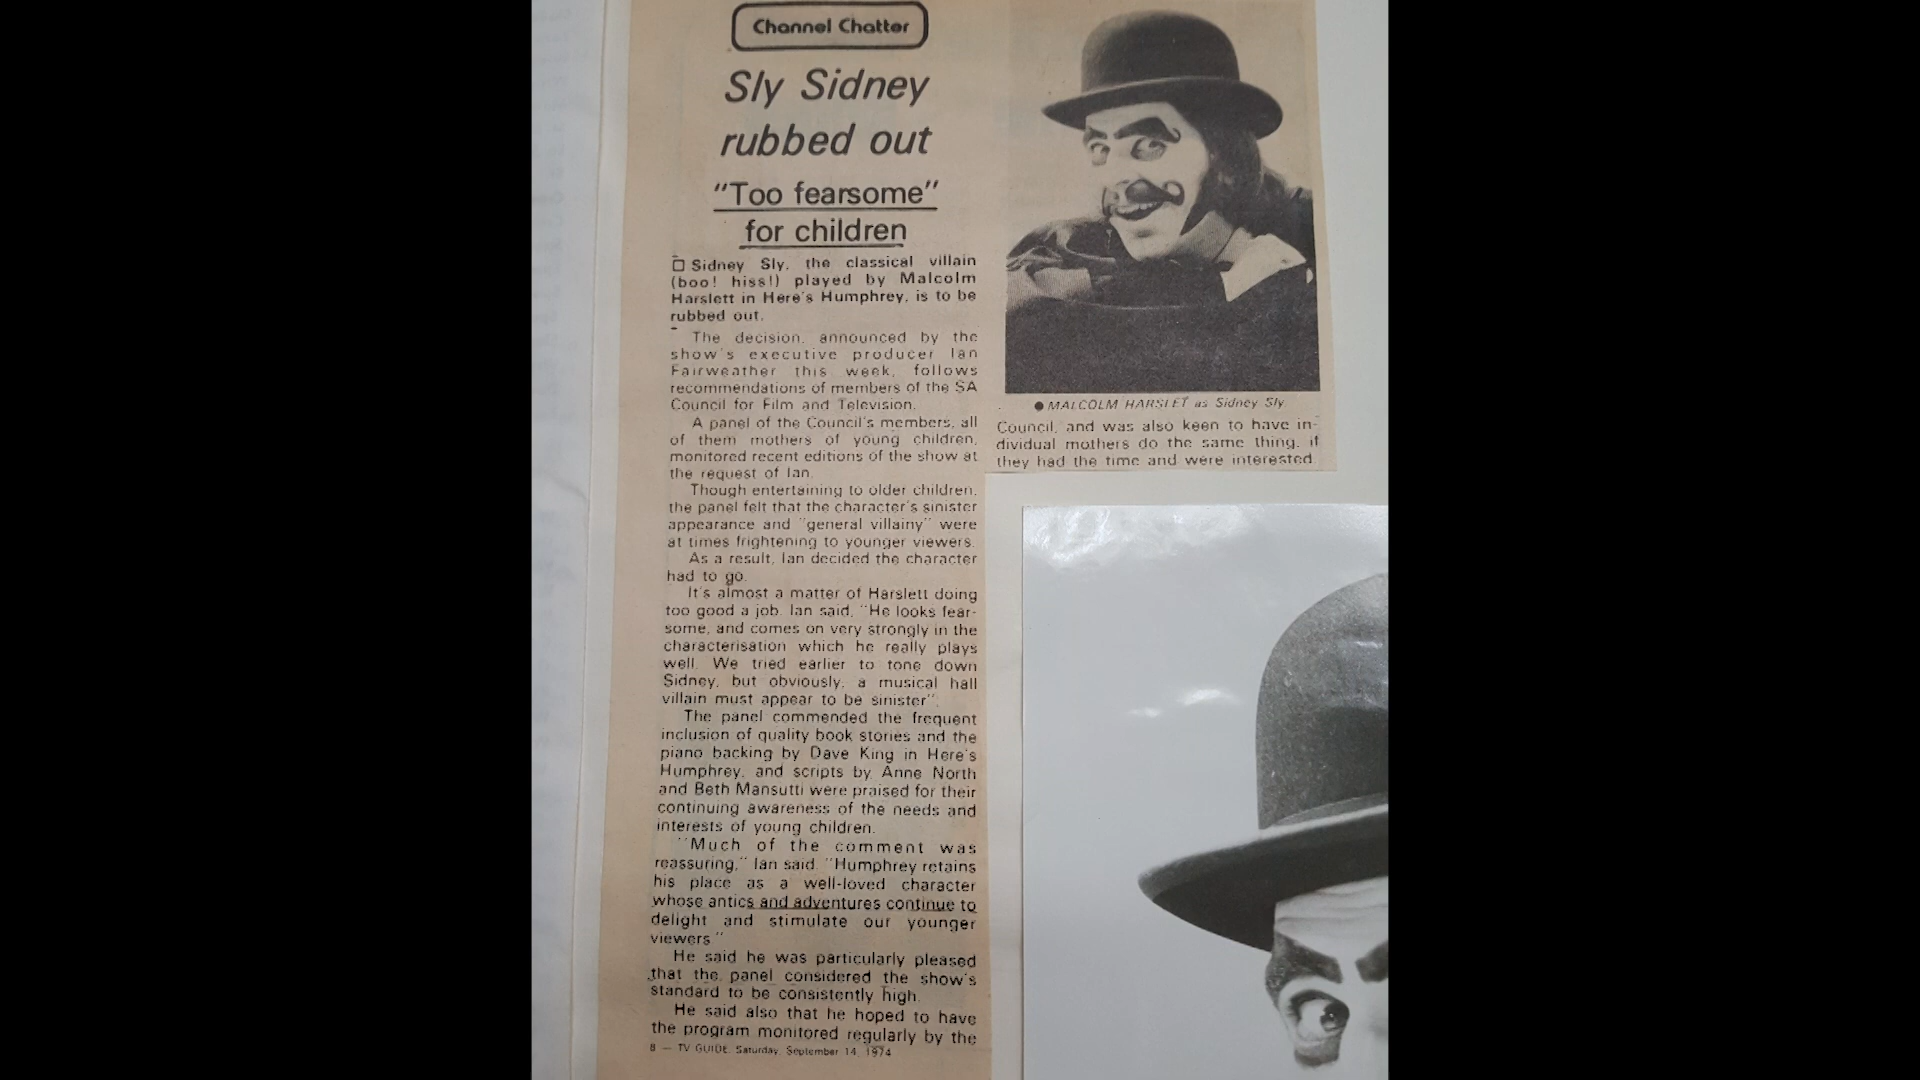 Channel Chatter
Sly Sidney
rubbed out
"Too fearsome"
for children
Sidney Sly, the classical villain
(boo! hiss!) played by Malcolm
Harslett in Here's Humphrey, is to be
rubbed out.
The decision, announced by the
show's executive producer Ian
Fairweather this week, follows
recommendations of members of the SA
Council for Film and Television.
A panel of the Council's members, all
of them mothers of young children,
monitored recent editions of the show at
the request of Ian.
Though entertaining to older children,
the panel felt that the character's sinister
appearance and "general villainy" were
at times frightening to younger viewers.
As a result, Ian decided the character
had to go.
It's almost a matter of Harslett doing
too good a job, Ian said, "He looks fear-
some, and comes on very strongly in the
characterisation which he really plays
well. We tried earlier to tone down
Sidney, but obviously, a musical hall
villain must appear to be sinister".
The panel commended the frequent
inclusion of quality book stories and the
piano backing by Dave King in Here's
Humphrey, and scripts by Anne North
and Beth Mansutti were praised for their
continuing awareness of the needs and
interests of young children.
"Much of the comment was
reassuring," Ian said. "Humphrey retains
his place as a well-loved character
whose antics and adventures continue to
delight and stimulate our younger
viewers"
He said he was particularly pleased
that the panel considered the show's
standard to be consistently high.
He said also that he hoped to have
the program monitored regularly by the
8 — TV GUIDE, Saturday, September 14, 1974
● MALCOLM HARSLET as Sidney Sly
Council, and was also keen to have in-
dividual mothers do the same thing, if
they had the time and were interested.